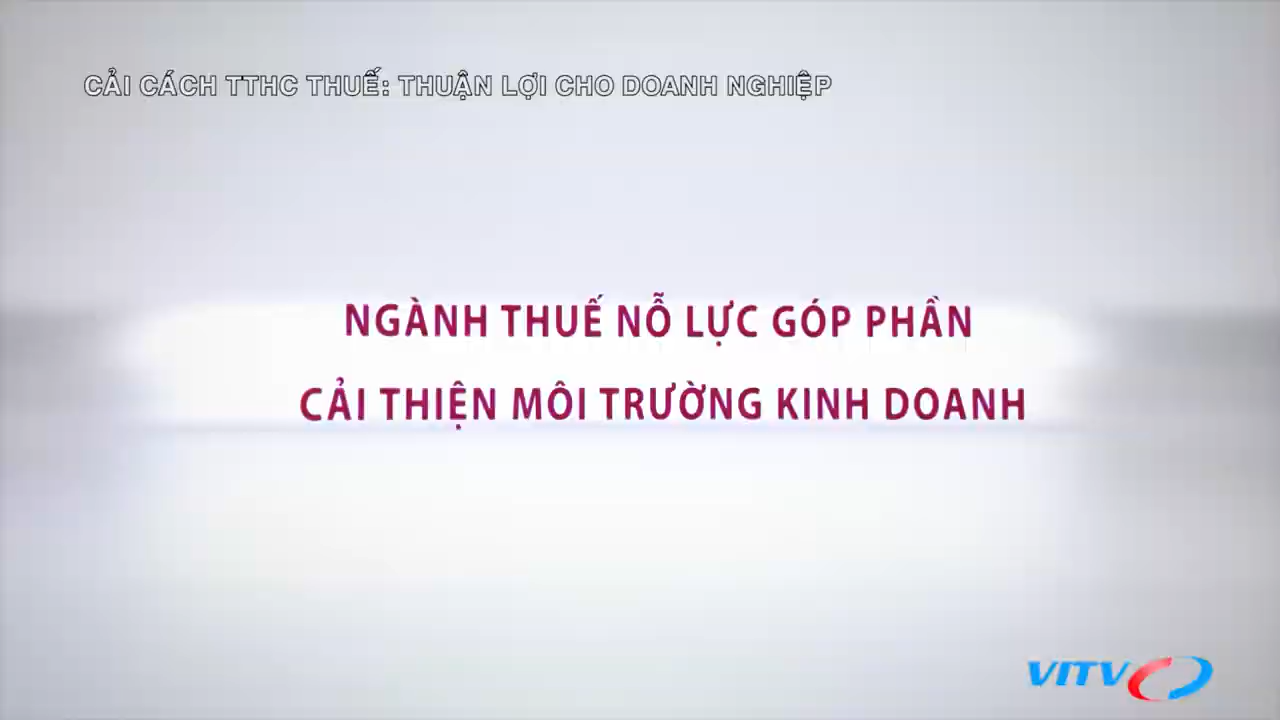 CẢI CÁCH TTHC THUẾ: THUẬN LỢI CHO DOANH NGHIỆP
NGÀNH THUẾ NỖ LỰC GÓP PHẦN
CẢI THIỆN MÔI TRƯỜNG KINH DOANH
VITV